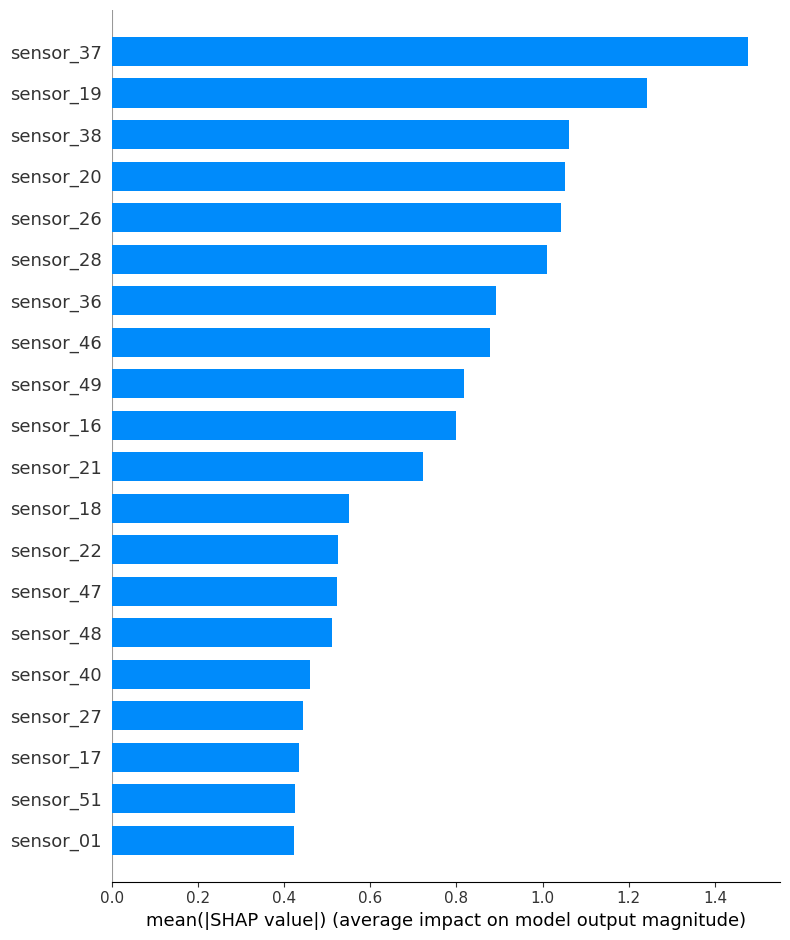 sensor_37
sensor_19
sensor_38
sensor_20
sensor_26
sensor_28
sensor_36
sensor_46
sensor_49
sensor_16
sensor_21
sensor_18
sensor_22
sensor_47
sensor_48
sensor_40
sensor_27
sensor_17
sensor_51
sensor_01
0.0 0.2 0.4 0.6 0.8 1.0 1.2 1.4
mean(|SHAP value|) (average impact on model output magnitude)